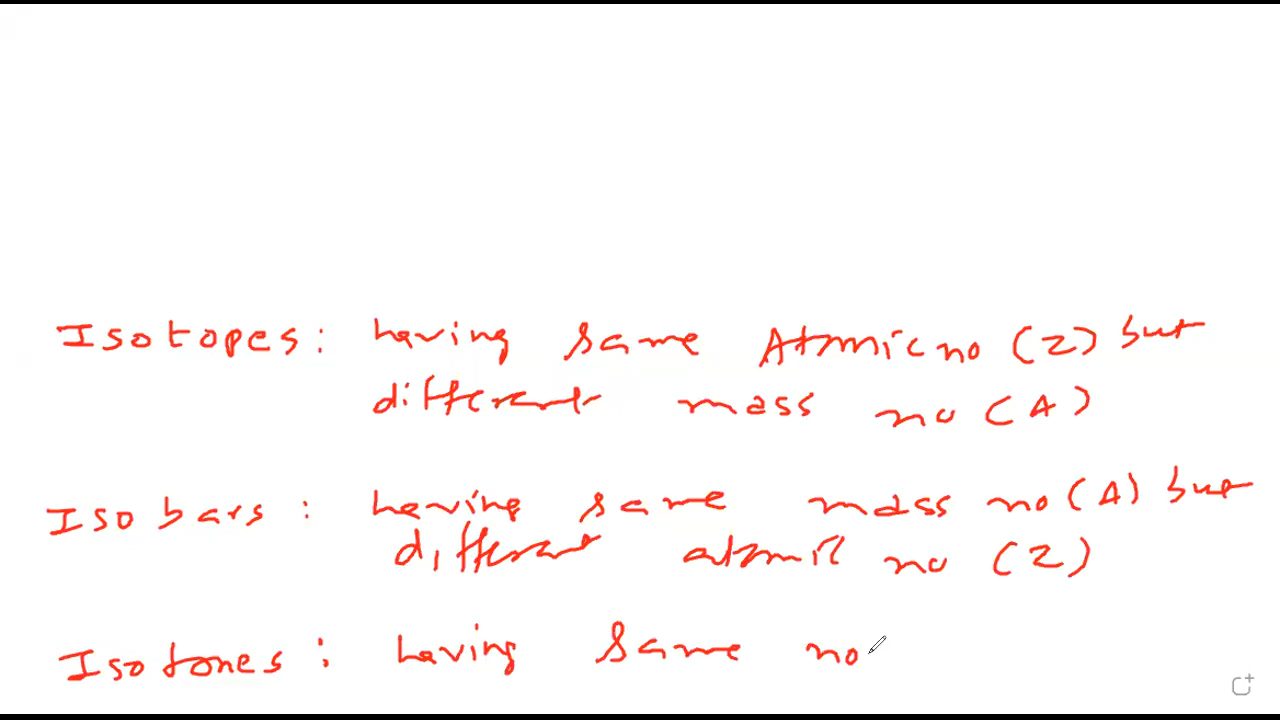 Isotopes : having same Atomic no (Z) but
different mass no (A)
Isobars : having same mass no (A) but
different atomic no (Z)
Isotones : having same no